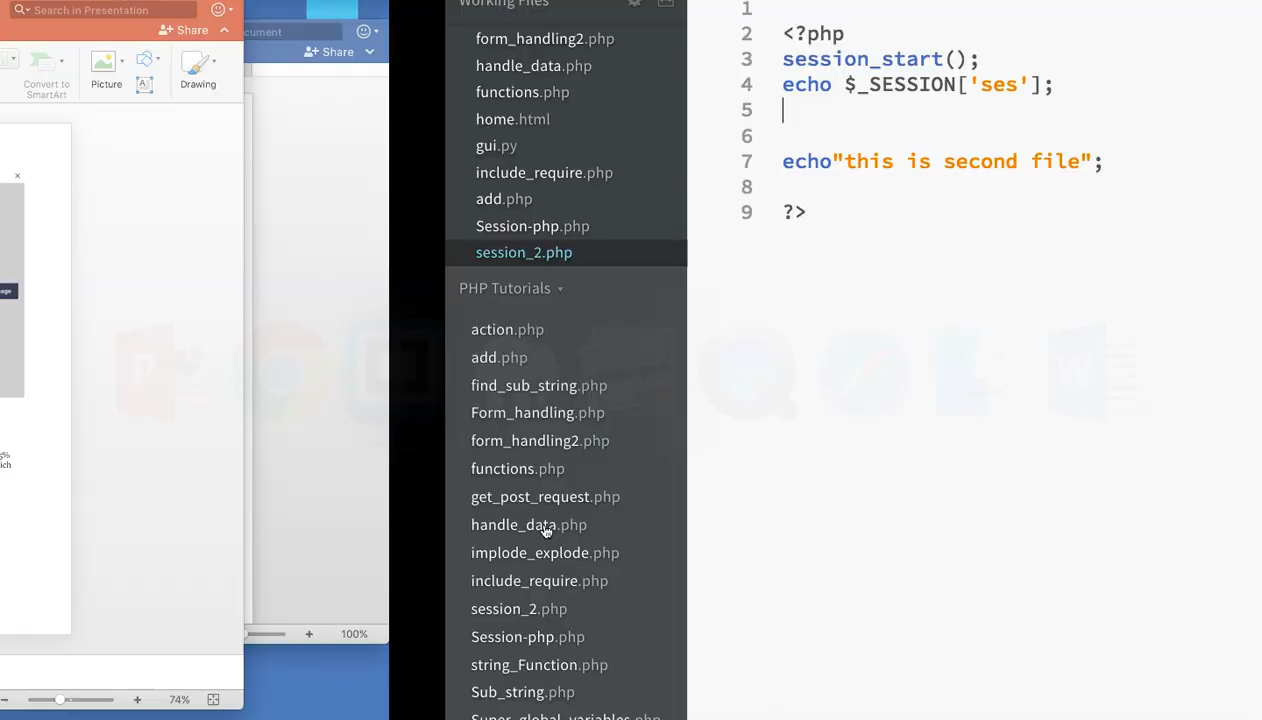 Search in Presentation
Share
Convert to
SmartArt
Picture
Drawing
74%
cument
Share
100%
Working Files
form_handling2.php
handle_data.php
functions.php
home.html
gui.py
include_require.php
add.php
Session-php.php
session_2.php
PHP Tutorials
action.php
add.php
find_sub_string.php
Form_handling.php
form_handling2.php
functions.php
get_post_request.php
handle_data.php
implode_explode.php
include_require.php
session_2.php
Session-php.php
string_Function.php
Sub_string.php
Super_global_variables.php
1
2 <?php
3 session_start();
4 echo $_SESSION['ses'];
5
6
7 echo"this is second file";
8
9 ?>